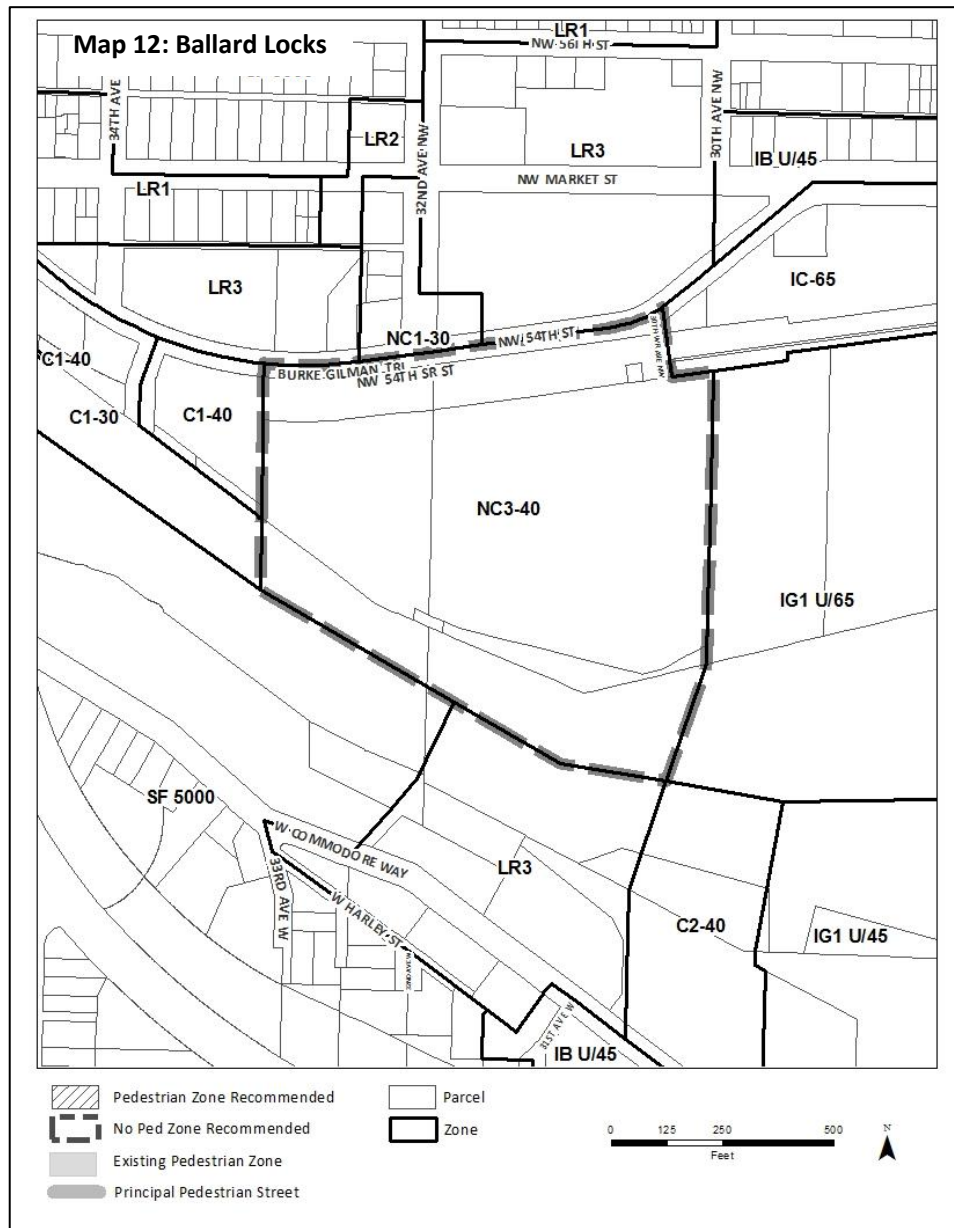 Map 12: Ballard Locks
LR1
NW 56TH ST
34TH AVE
LR2
32ND AVE NW
LR3
30TH AVE NW
IB U/45
NW MARKET ST
LR1
LR3
IC-65
NC1-30
NW 54TH ST
BURKE GILMAN TRL
NW 54TH SR ST
C1-40
C1-30
C1-40
NC3-40
IG1 U/65
SF 5000
W COMMODORE WAY
33RD AVE W
W HARLEY ST
LR3
C2-40
IG1 U/45
31ST AVE W
IB U/45
Pedestrian Zone Recommended
No Ped Zone Recommended
Existing Pedestrian Zone
Principal Pedestrian Street
Parcel
Zone
0 125 250 500
Feet
N